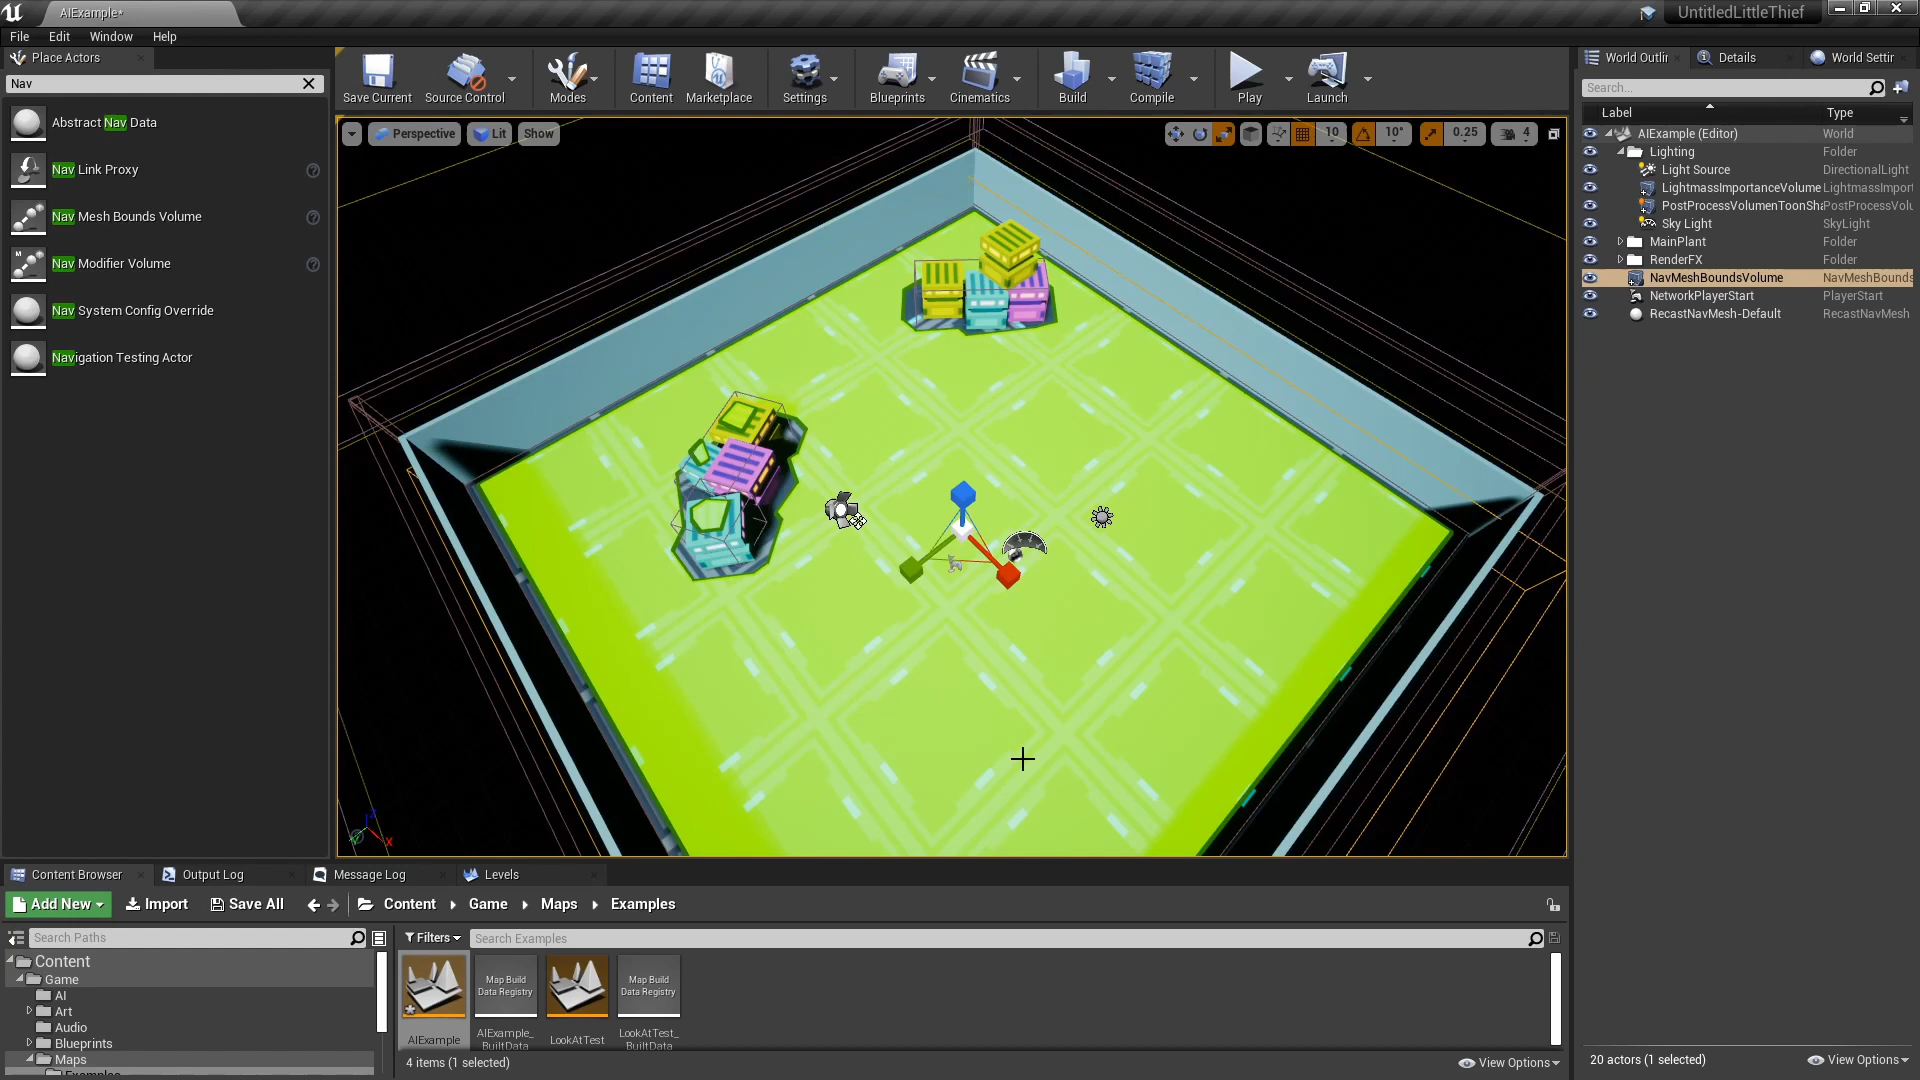 AIExample*
UntitledLittleThief
File Edit Window Help
Place Actors
Nav
Abstract Nav Data
Nav Link Proxy
Nav Mesh Bounds Volume
Nav Modifier Volume
Nav System Config Override
Navigation Testing Actor
Save Current
Source Control
Modes
Content
Marketplace
Settings
Blueprints
Cinematics
Build
Compile
Play
Launch
Perspective
Lit
Show
10
10°
0.25
4
Z
X
World Outlir
Details
World Settir
Search...
Label Type
AIExample (Editor) World
Lighting Folder
Light Source DirectionalLight
LightmassImportanceVolume LightmassImport
PostProcessVolumenToonSha PostProcessVolu
Sky Light SkyLight
MainPlant Folder
RenderFX Folder
NavMeshBoundsVolume NavMeshBounds
NetworkPlayerStart PlayerStart
RecastNavMesh-Default RecastNavMesh
20 actors (1 selected)
View Options
Content Browser
Output Log
Message Log
Levels
Add New
Import
Save All
Content
Game
Maps
Examples
Search Paths
Filters
Search Examples
Content
Game
AI
Art
Audio
Blueprints
Maps
Examples
Map Build
Data Registry
Map Build
Data Registry
AIExample
AIExample_
BuiltData
LookAtTest
LookAtTest_
BuiltData
4 items (1 selected)
View Options